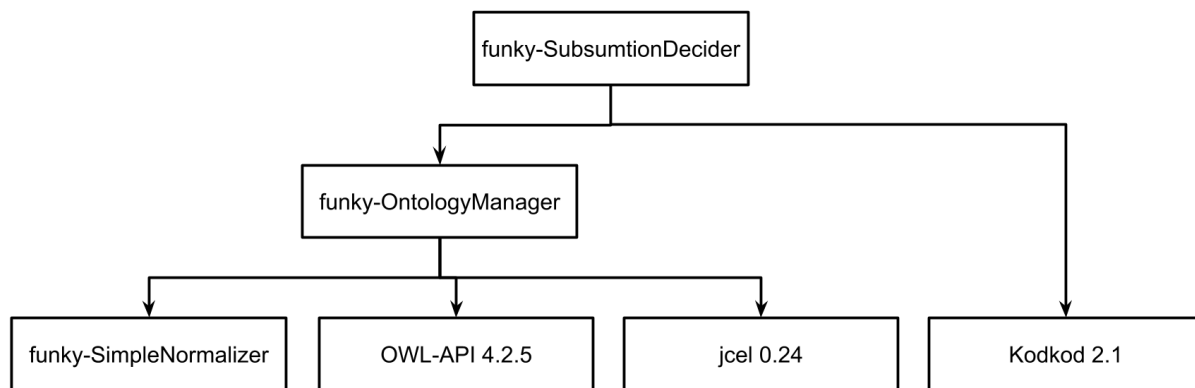 funky-SubsumtionDecider
funky-OntologyManager
funky-SimpleNormalizer
OWL-API 4.2.5
jcel 0.24
Kodkod 2.1